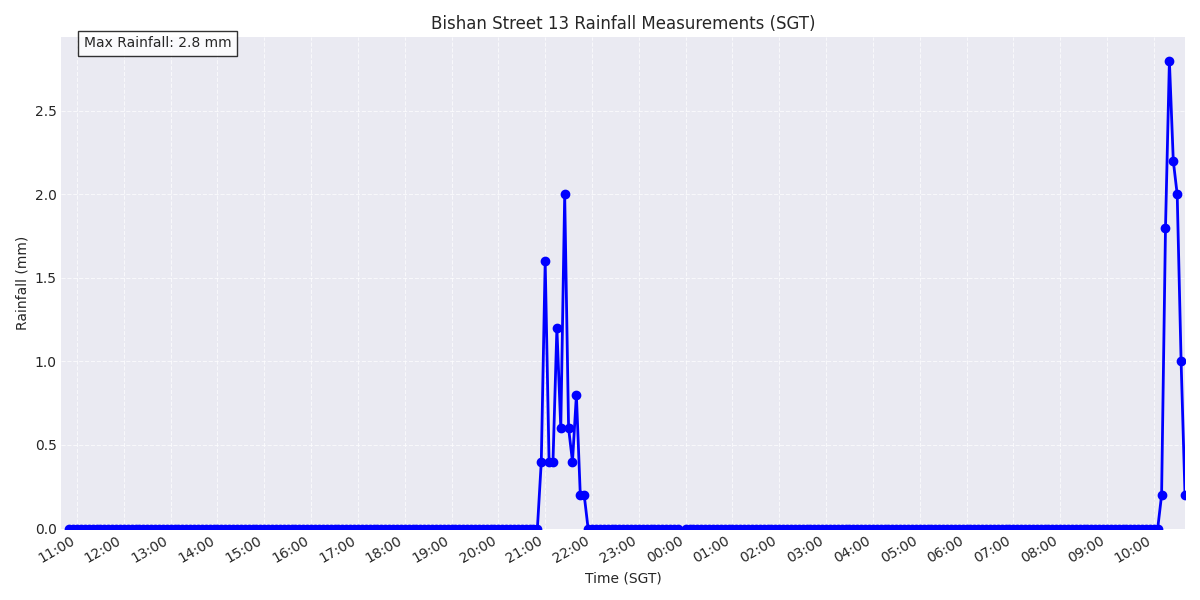 Bishan Street 13 Rainfall Measurements (SGT)
Max Rainfall: 2.8 mm
Rainfall (mm)
2.5
2.0
1.5
1.0
0.5
0.0
11:00 12:00 13:00 14:00 15:00 16:00 17:00 18:00 19:00 20:00 21:00 22:00 23:00 00:00 01:00 02:00 03:00 04:00 05:00 06:00 07:00 08:00 09:00 10:00
Time (SGT)